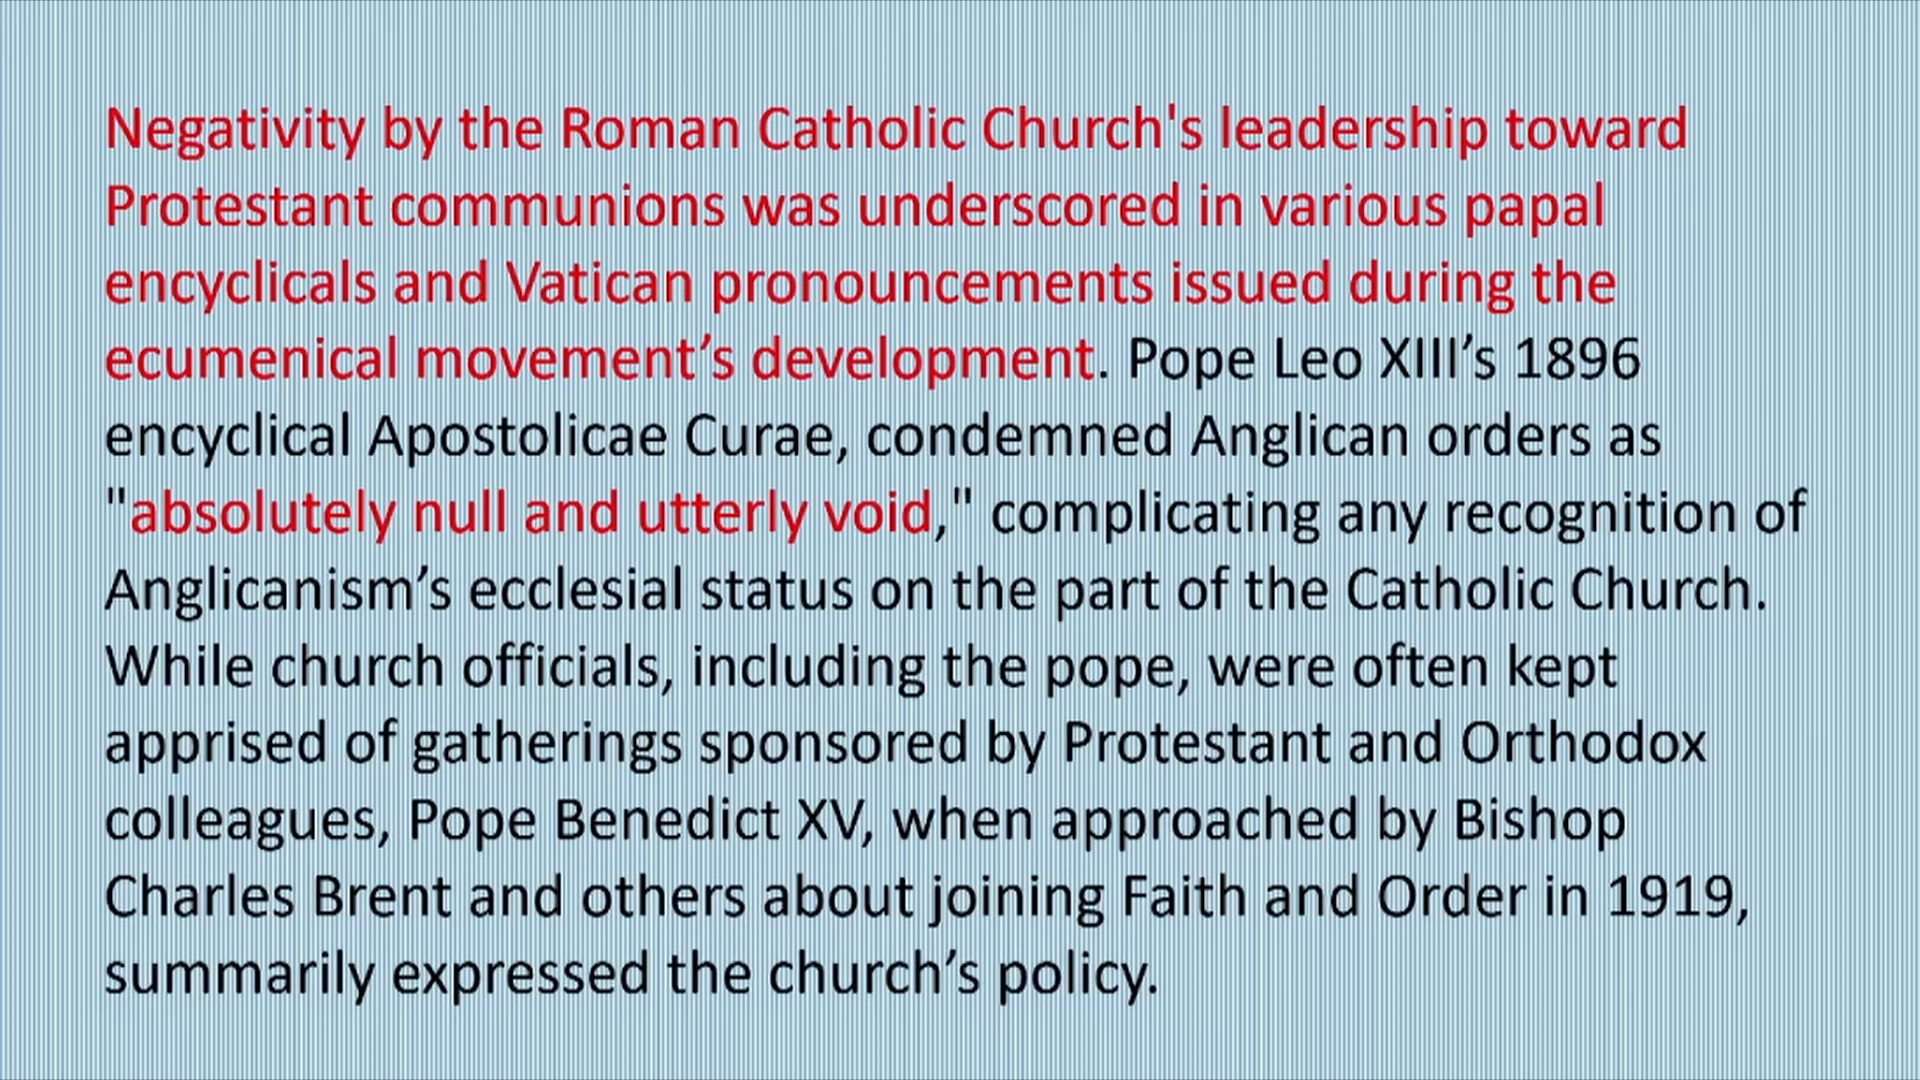 Negativity by the Roman Catholic Church's leadership toward
Protestant communions was underscored in various papal
encyclicals and Vatican pronouncements issued during the
ecumenical movement’s development. Pope Leo XIII’s 1896
encyclical Apostolicae Curae, condemned Anglican orders as
"absolutely null and utterly void," complicating any recognition of
Anglicanism’s ecclesial status on the part of the Catholic Church.
While church officials, including the pope, were often kept
apprised of gatherings sponsored by Protestant and Orthodox
colleagues, Pope Benedict XV, when approached by Bishop
Charles Brent and others about joining Faith and Order in 1919,
summarily expressed the church’s policy.